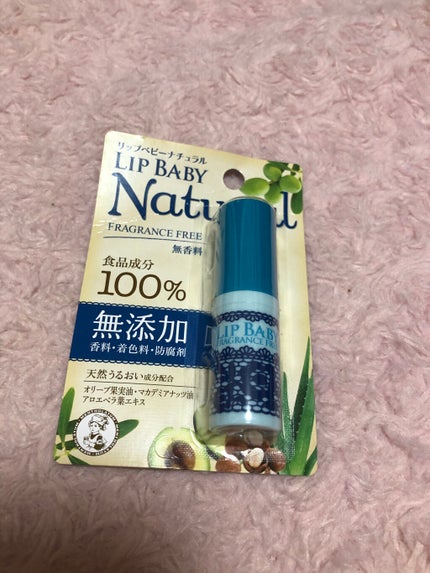 リップベビーナチュラル
LIP BABY
Natural
FRAGRANCE FREE
無香料
食品成分
100%
無添加
香料・着色料・防腐剤
天然うるおい成分配合
オリーブ果実油・マカデミアナッツ油
アロエベラ葉エキス
LIP BABY
FRAGRANCE FREE